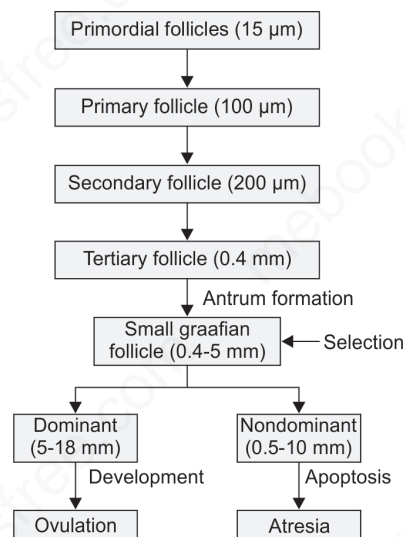 Primordial follicles (15 μm)
Primary follicle (100 μm)
Secondary follicle (200 μm)
Tertiary follicle (0.4 mm)
Antrum formation
Small graafian
follicle (0.4-5 mm)
Selection
Dominant
(5-18 mm)
Nondominant
(0.5-10 mm)
Development
Apoptosis
Ovulation
Atresia